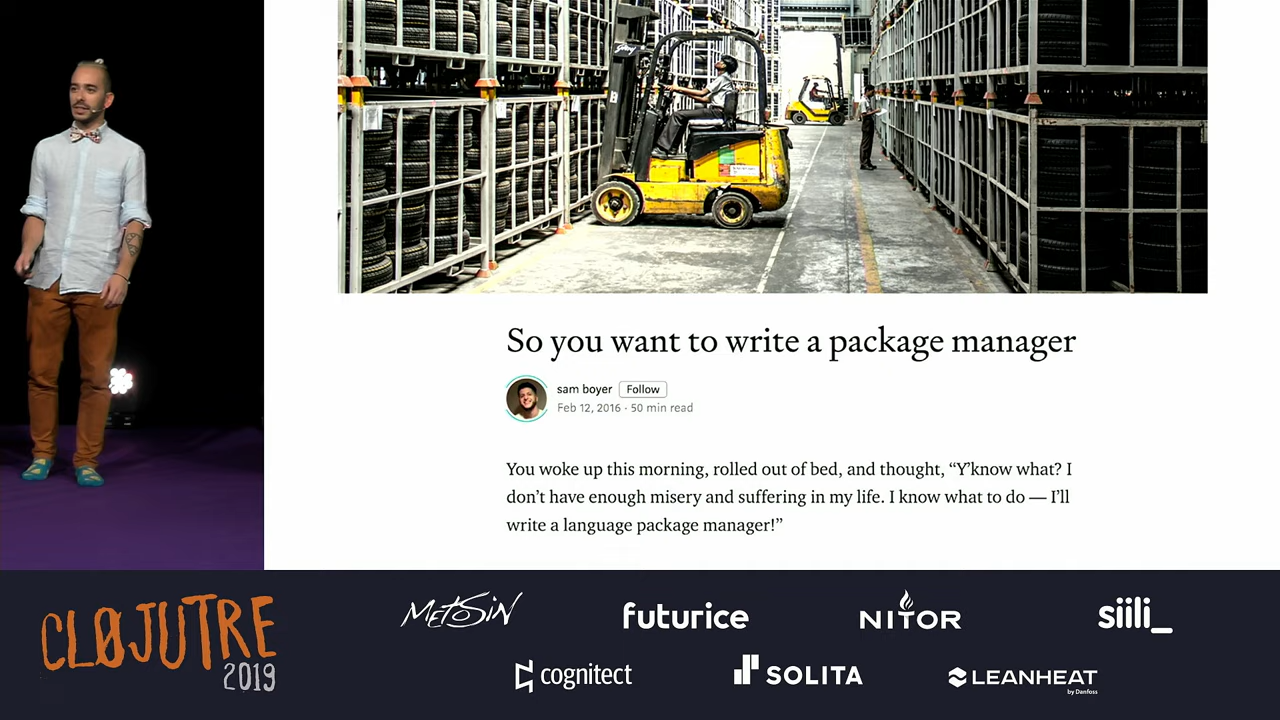 So you want to write a package manager
sam boyer Follow
Feb 12, 2016 · 50 min read
You woke up this morning, rolled out of bed, and thought, “Y’know what? I
don’t have enough misery and suffering in my life. I know what to do — I’ll
write a language package manager!”
CLØJUTRE
2019
METOSIN
futurice
NITOR
siili_
cognitect
SOLITA
LEANHEAT
by Danfoss